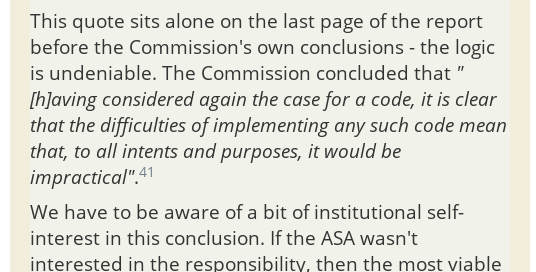 This quote sits alone on the last page of the report
before the Commission's own conclusions - the logic
is undeniable. The Commission concluded that "
[h]aving considered again the case for a code, it is clear
that the difficulties of implementing any such code mean
that, to all intents and purposes, it would be
impractical".41
We have to be aware of a bit of institutional self-
interest in this conclusion. If the ASA wasn't
interested in the responsibility, then the most viable